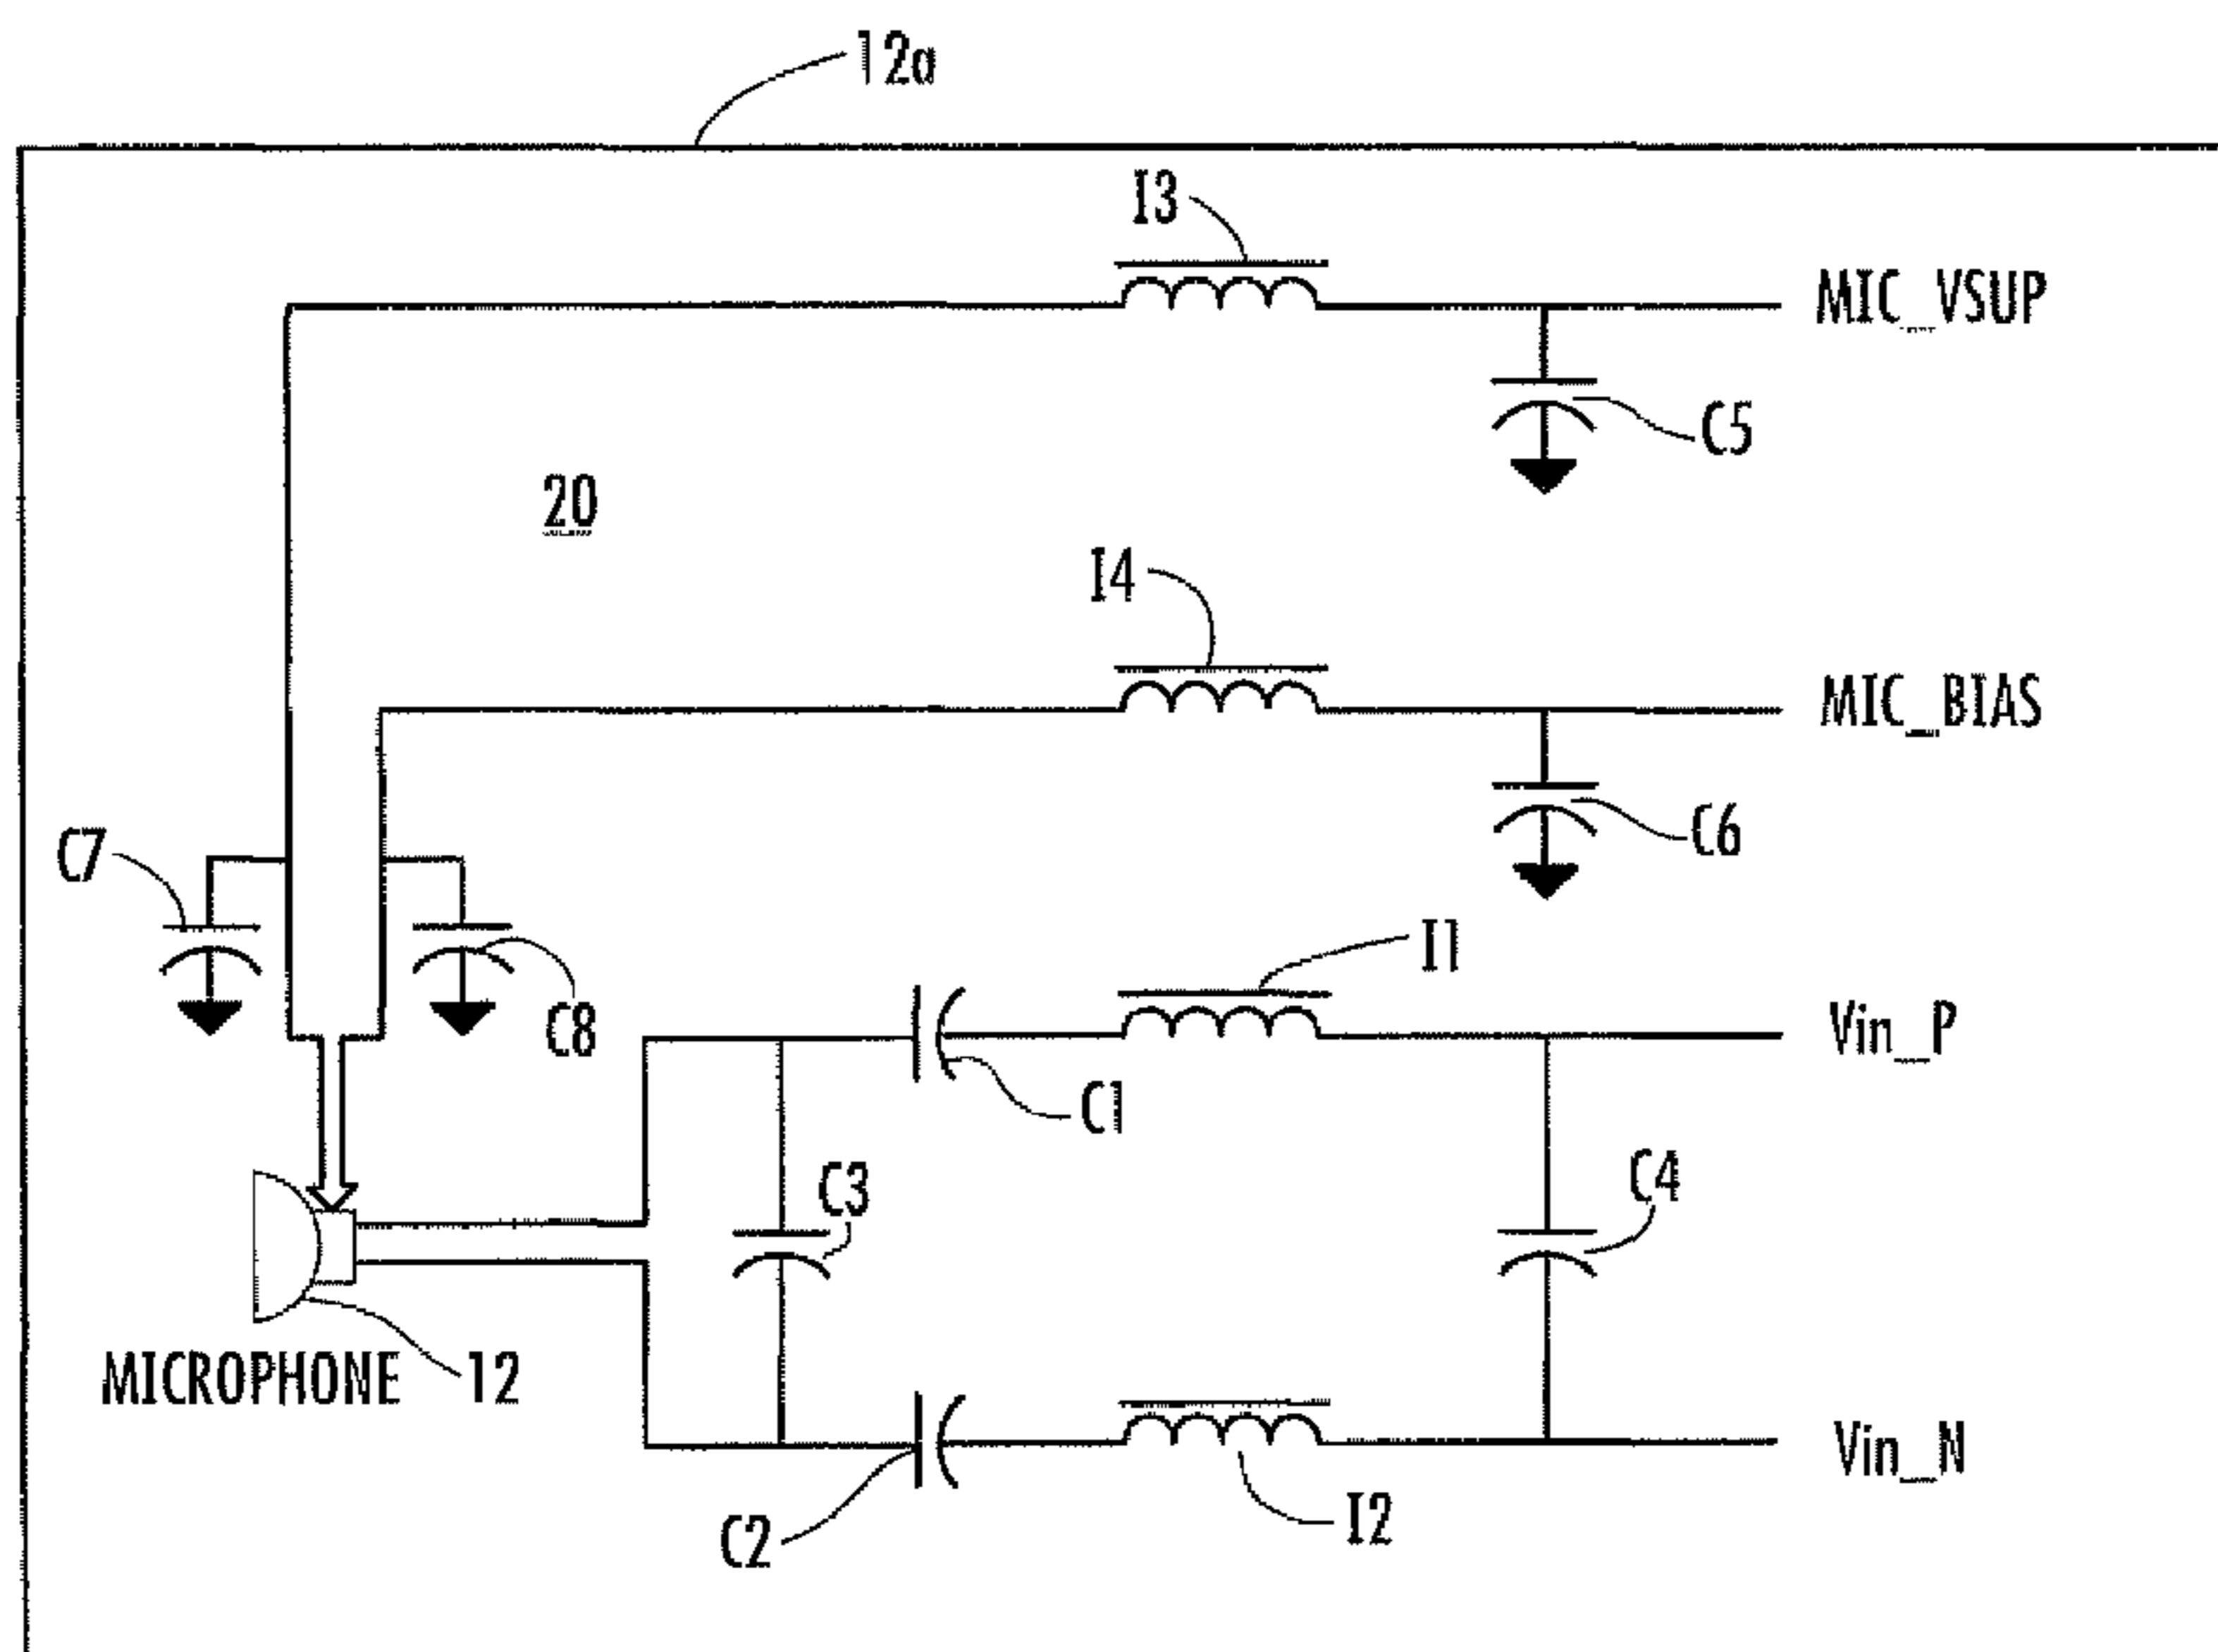 12a
I3
MIC_VSUP
C5
20
I4
MIC_BIAS
C6
C7
C8
I1
Vin_P
C1
C3
C4
MICROPHONE
12
Vin_N
C2
I2